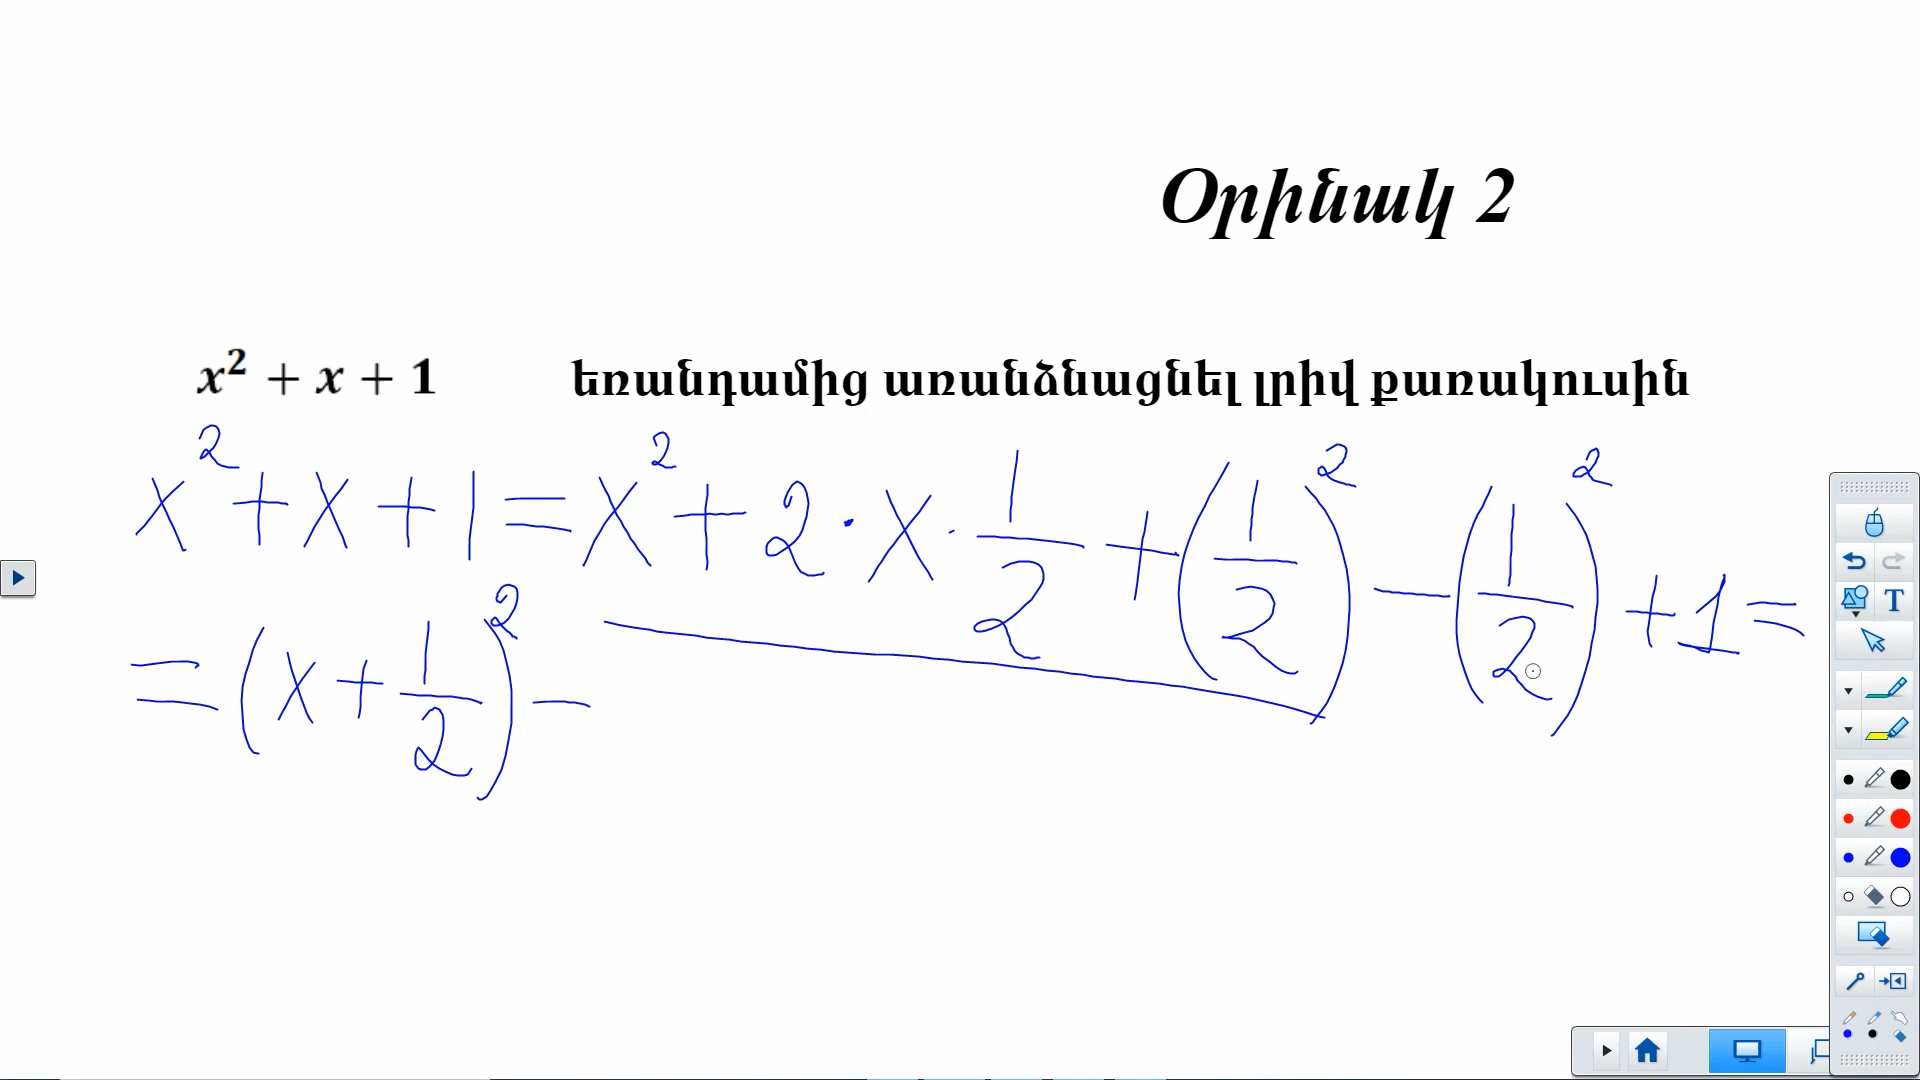 Օրինակ 2
x² + x + 1 եռանդամից առանձնացնել լրիվ քառակուսին
x² + x + 1 = x² + 2 · x · 1/2 + (1/2)² − (1/2)² + 1 =
= (x + 1/2)² −
T